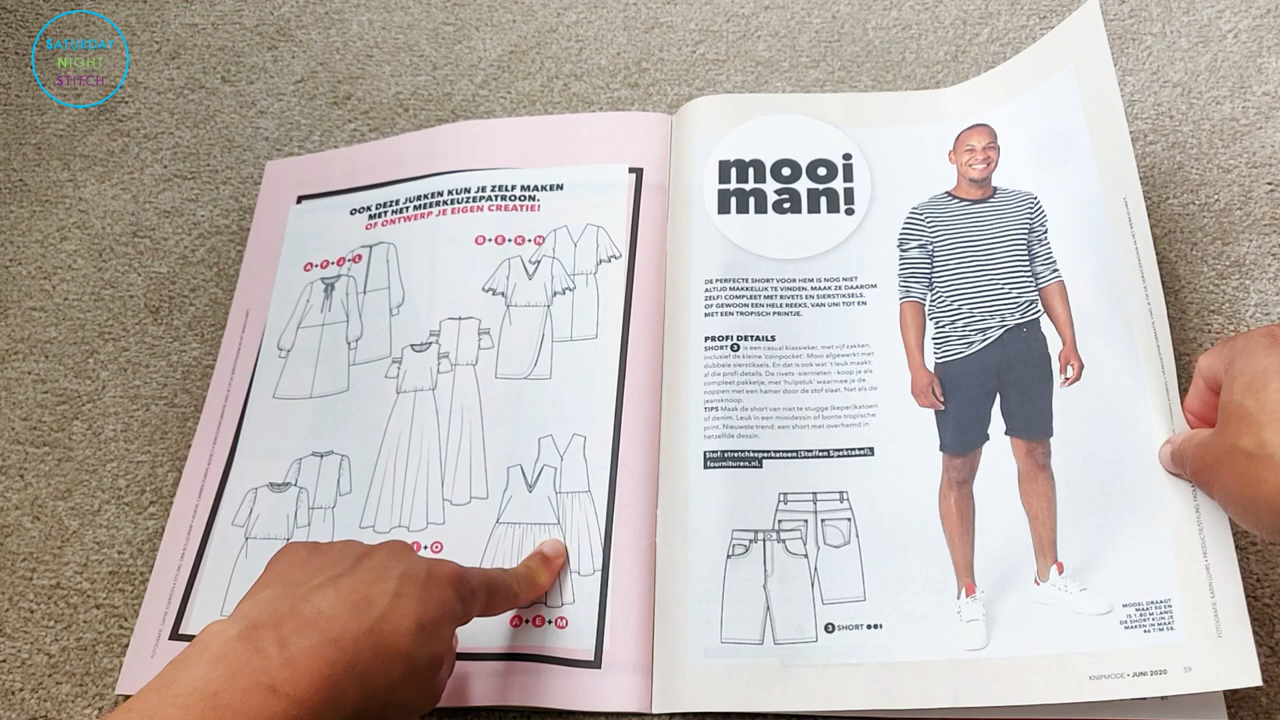 SATURDAY
NIGHT
STITCH
OOK DEZE JURKEN KUN JE ZELF MAKEN
MET HET MEERKEUZEPATROON.
OF ONTWERP JE EIGEN CREATIE!
A+F+J+L
B+E+K+N
+O
A+E+M
mooi
man!
DE PERFECTE SHORT VOOR HEM IS NOG NIET
ALTIJD MAKKELIJK TE VINDEN. MAAK ZE DAAROM
ZELF! COMPLEET MET RIVETS EN SIERSTIKSELS.
OF GEWOON EEN HELE REEKS, VAN UNI TOT EN
MET EEN TROPISCH PRINTJE.
PROFI DETAILS
SHORT 3 is een casual klassieker, met vijf zakken,
inclusief de kleine 'coinpocket'. Mooi afgewerkt met
dubbele sierstiksels. En dat is ook wat 't leuk maakt:
al die profi details. De rivets -siernieten- koop je als
compleet pakketje, met 'hulpstuk' waarmee je de
noppen met een hamer door de stof slaat. Net als de
jeansknoop.
TIPS Maak de short van niet te stugge (keper)katoen
of denim. Leuk in een minidessin of bonte tropische
print. Nieuwste trend: een short met overhemd in
hetzelfde dessin.
Stof: stretchkeperkatoen (Stoffen Spektakel),
fournituren.nl.
3 SHORT
MODEL DRAAGT
MAAT 50 EN
IS 1.80 M LANG
DE SHORT KUN JE
MAKEN IN MAAT
46 T/M 58.
KNIPMODE • JUNI 2020 59